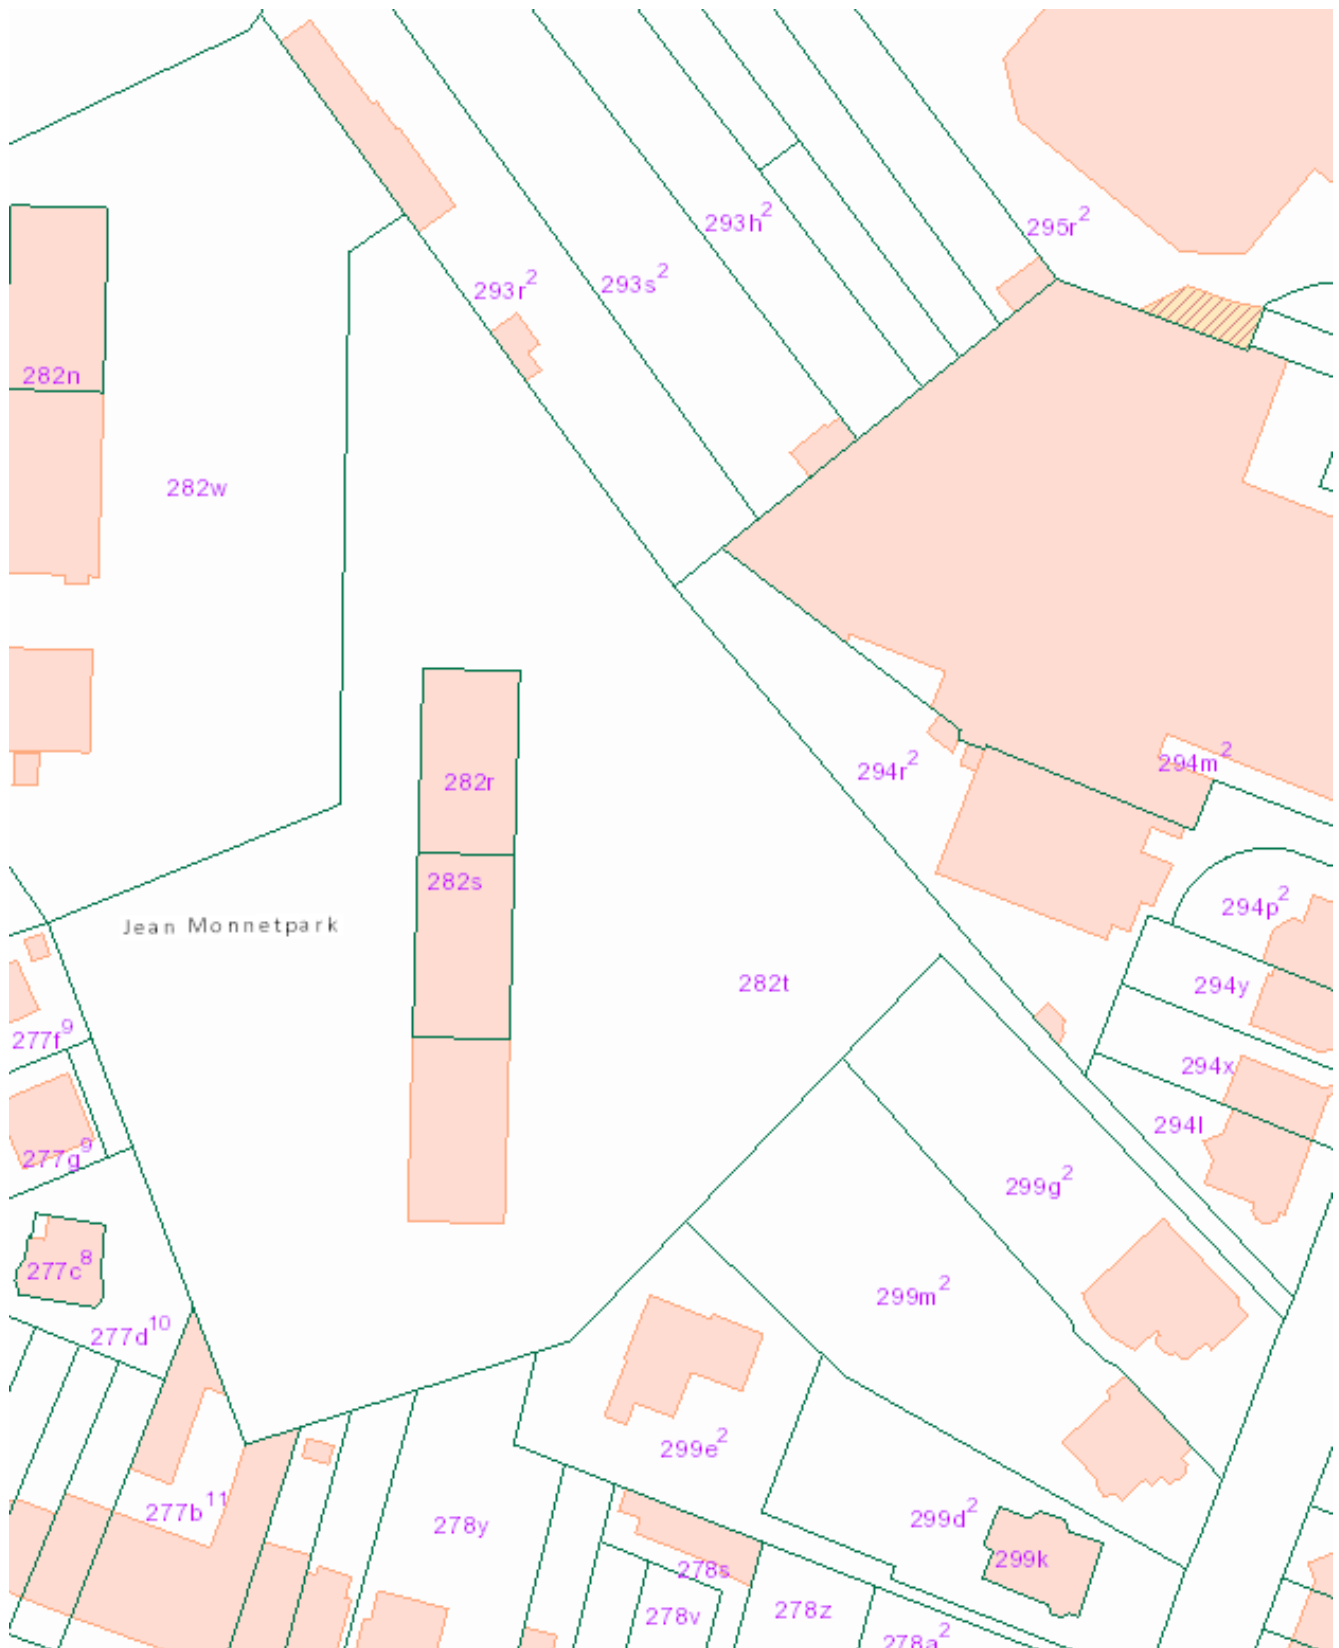 293h²
295r²
293s²
293r²
282n
282w
294m²
294r²
282r
282s
294p²
Jean Monnetpark
282t
294y
277f⁹
294x
294l
277g⁹
299g²
277c⁸
299m²
277d¹⁰
299e²
277b¹¹
299d²
278y
299k
278s
278z
278v
278a²